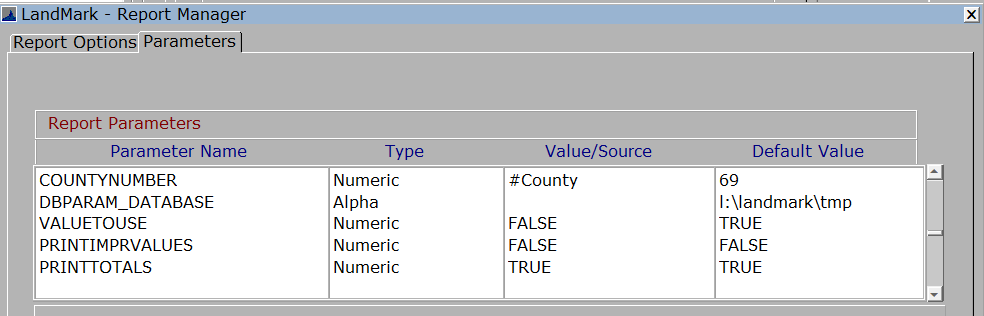 LandMark - Report Manager
Report Options Parameters
Report Parameters
Parameter Name Type Value/Source Default Value
COUNTYNUMBER Numeric #County 69
DBPARAM_DATABASE Alpha l:\landmark\tmp
VALUETOUSE Numeric FALSE TRUE
PRINTIMPRVALUES Numeric FALSE FALSE
PRINTTOTALS Numeric TRUE TRUE